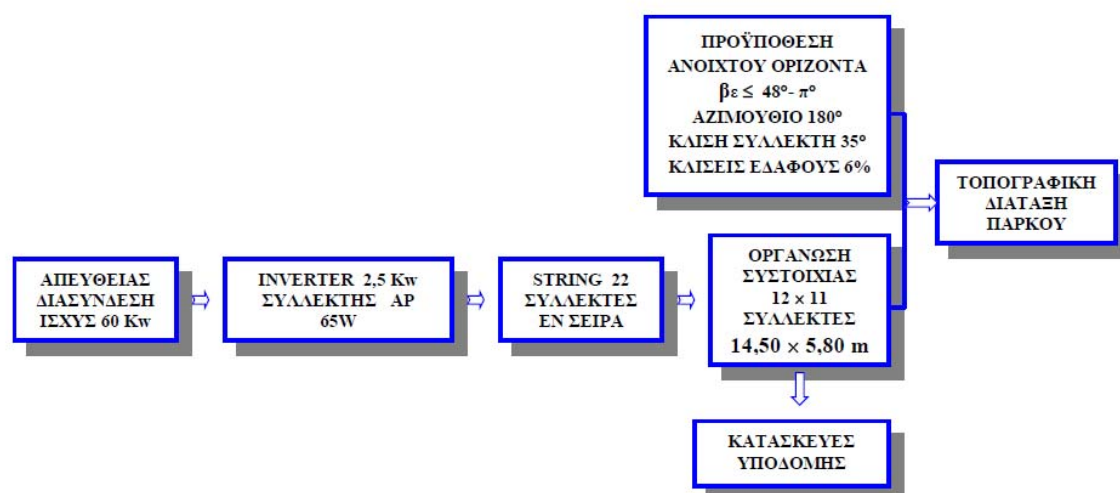 ΠΡΟΫΠΟΘΕΣΗ
ΑΝΟΙΧΤΟΥ ΟΡΙΖΟΝΤΑ
βε ≤ 48°- π°
ΑΖΙΜΟΥΘΙΟ 180°
ΚΛΙΣΗ ΣΥΛΛΕΚΤΗ 35°
ΚΛΙΣΕΙΣ ΕΔΑΦΟΥΣ 6%
ΤΟΠΟΓΡΑΦΙΚΗ
ΔΙΑΤΑΞΗ
ΠΑΡΚΟΥ
ΑΠΕΥΘΕΙΑΣ
ΔΙΑΣΥΝΔΕΣΗ
ΙΣΧΥΣ 60 Kw
INVERTER 2,5 Kw
ΣΥΛΛΕΚΤΗΣ ΑΡ
65W
STRING 22
ΣΥΛΛΕΚΤΕΣ
ΕΝ ΣΕΙΡΑ
ΟΡΓΑΝΩΣΗ
ΣΥΣΤΟΙΧΙΑΣ
12 x 11
ΣΥΛΛΕΚΤΕΣ
14,50 × 5,80 m
ΚΑΤΑΣΚΕΥΕΣ
ΥΠΟΔΟΜΗΣ